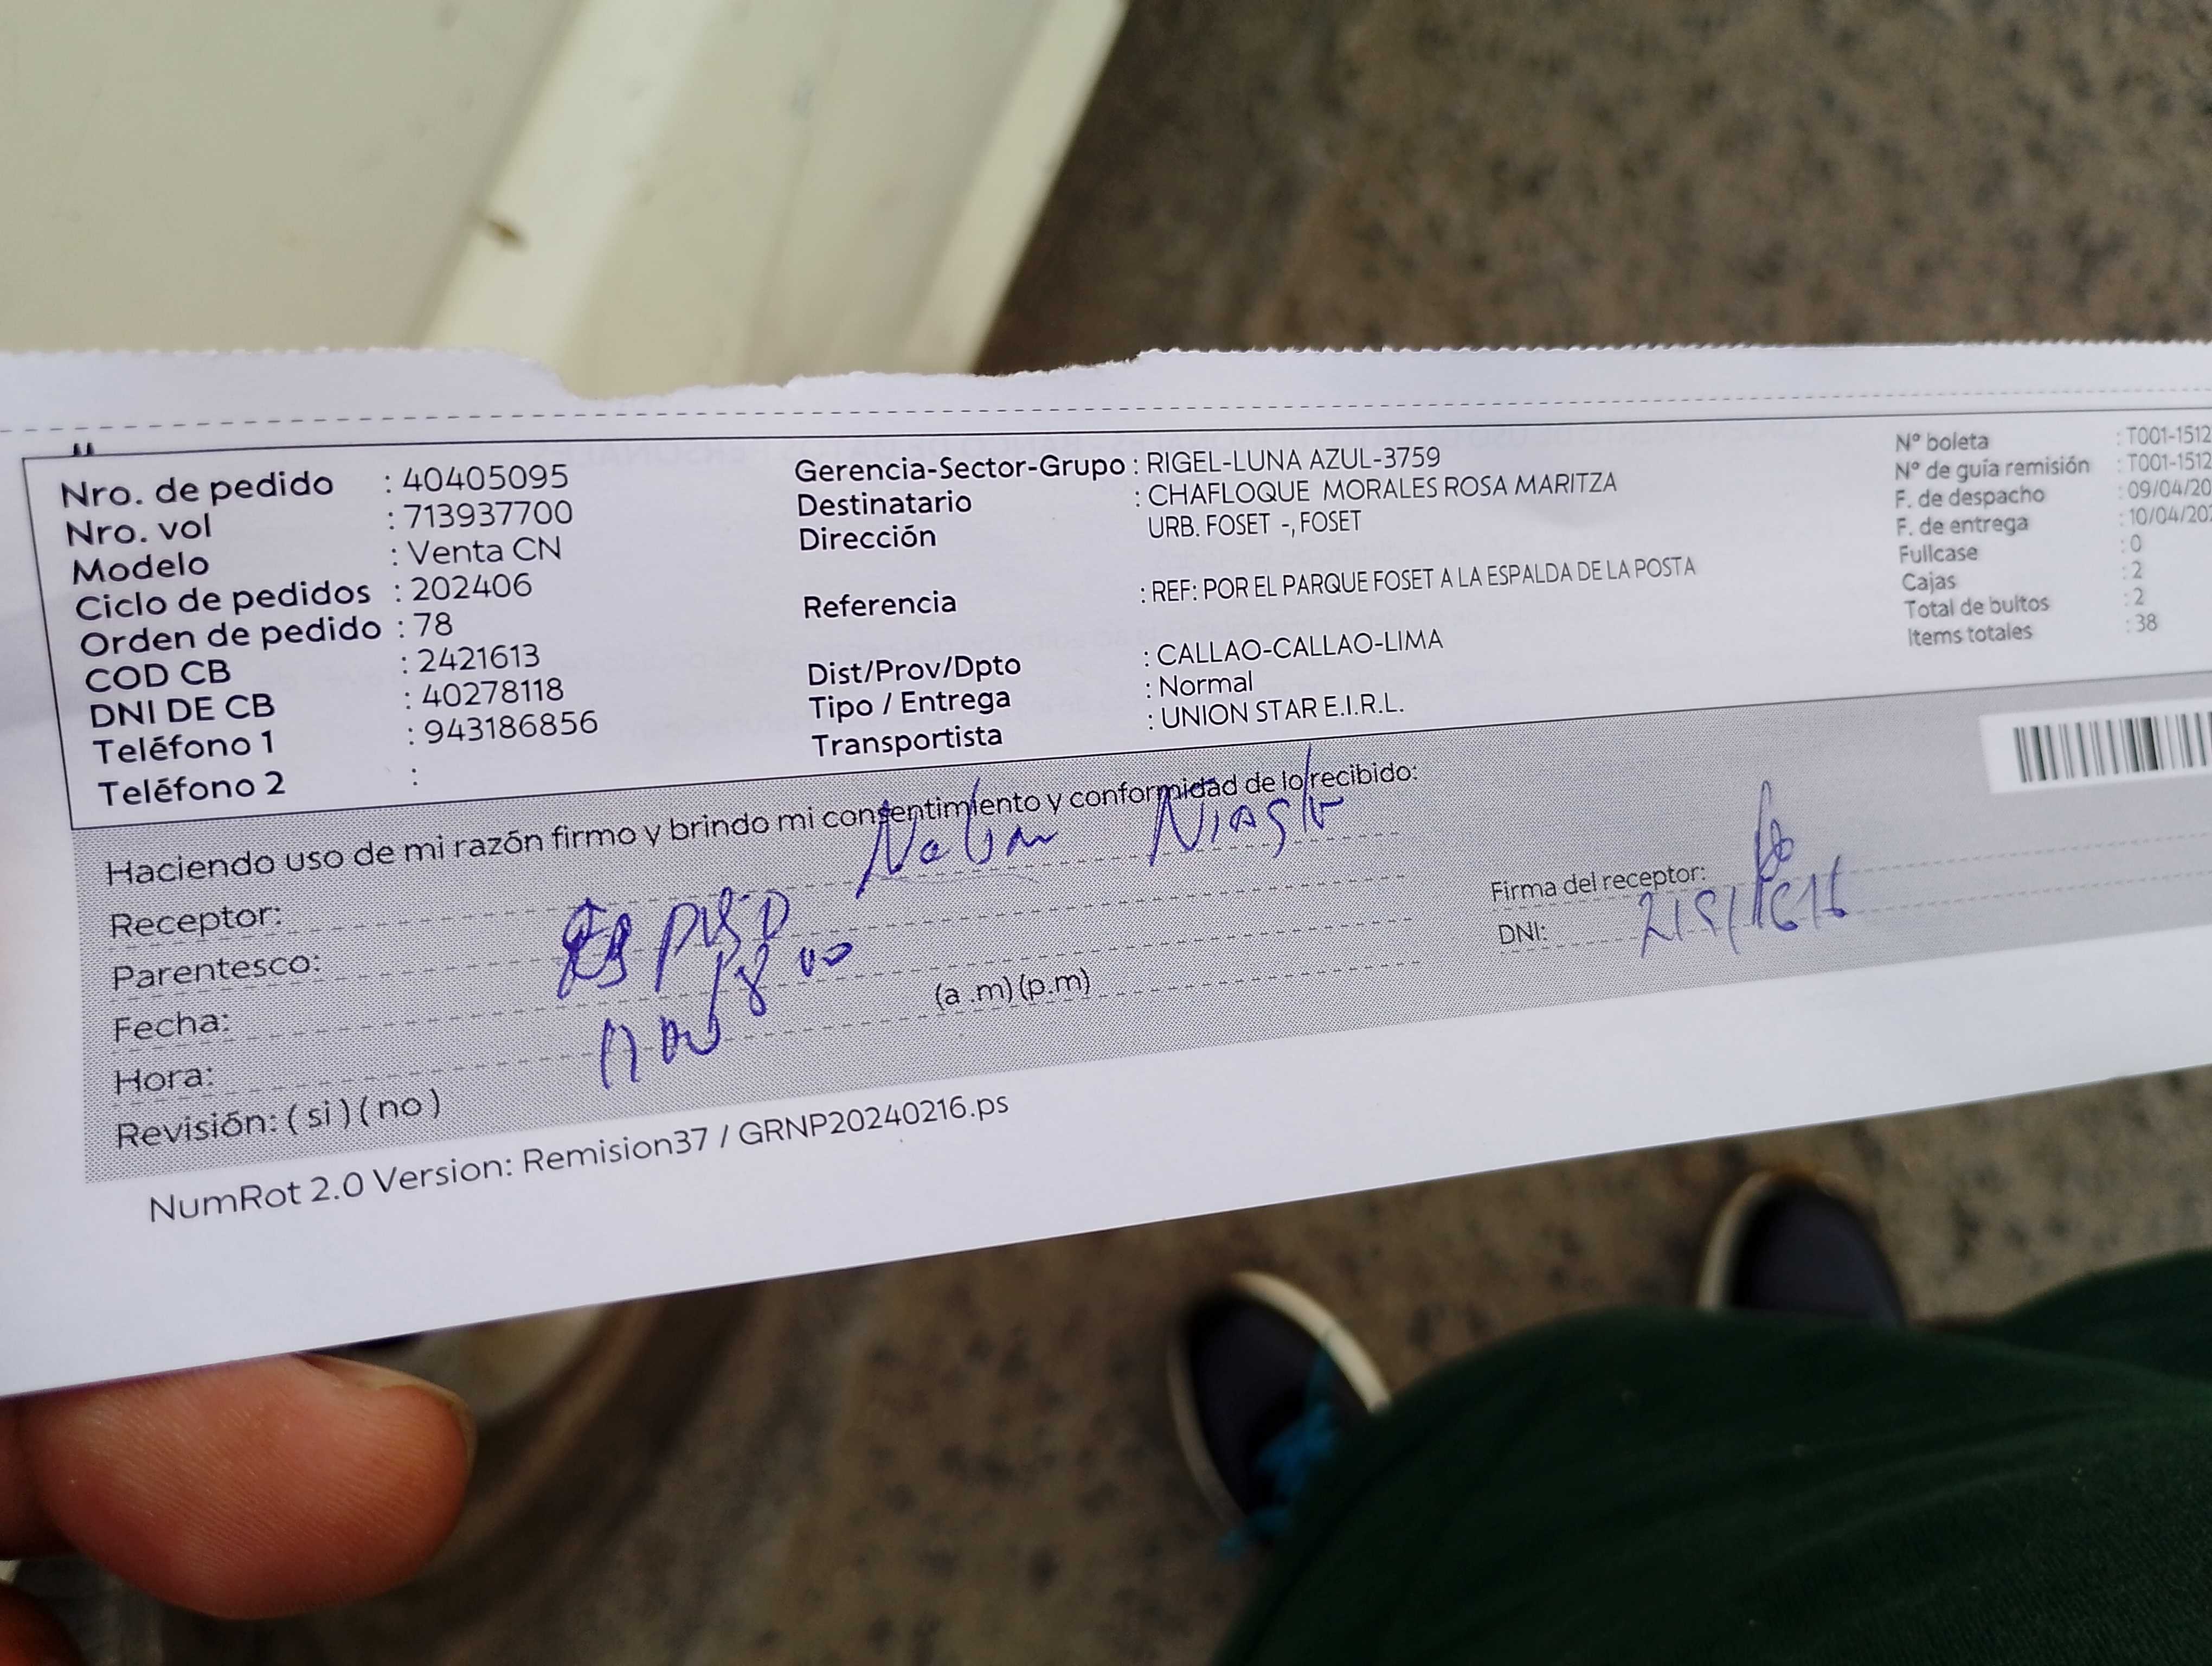 Nro. de pedido : 40405095
Nro. vol : 713937700
Modelo : Venta CN
Ciclo de pedidos : 202406
Orden de pedido : 78
COD CB : 2421613
DNI DE CB : 40278118
Teléfono 1 : 943186856
Teléfono 2 :
Gerencia-Sector-Grupo : RIGEL-LUNA AZUL-3759
Destinatario : CHAFLOQUE MORALES ROSA MARITZA
Dirección URB. FOSET -, FOSET
Referencia : REF: POR EL PARQUE FOSET A LA ESPALDA DE LA POSTA
Dist/Prov/Dpto : CALLAO-CALLAO-LIMA
Tipo / Entrega : Normal
Transportista : UNION STAR E.I.R.L.
Nº boleta : T001-1512
Nº de guía remisión : T001-1512
F. de despacho : 09/04/20
F. de entrega : 10/04/202
Fullcase : 0
Cajas : 2
Total de bultos : 2
Items totales : 38
Haciendo uso de mi razón firmo y brindo mi consentimiento y conformidad de lo recibido:
Receptor:
Parentesco:
Fecha:
Hora: (a .m) (p.m)
Revisión: ( si ) ( no )
Firma del receptor:
DNI:
NumRot 2.0 Version: Remision37 / GRNP20240216.ps